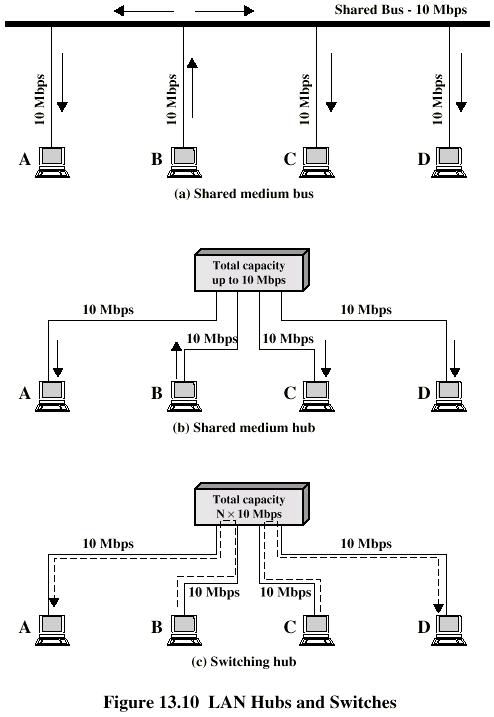 Shared Bus - 10 Mbps
10 Mbps
10 Mbps
10 Mbps
10 Mbps
A
B
C
D
(a) Shared medium bus
Total capacity
up to 10 Mbps
10 Mbps
10 Mbps
10 Mbps
10 Mbps
A
B
C
D
(b) Shared medium hub
Total capacity
N × 10 Mbps
10 Mbps
10 Mbps
10 Mbps
10 Mbps
A
B
C
D
(c) Switching hub
Figure 13.10 LAN Hubs and Switches